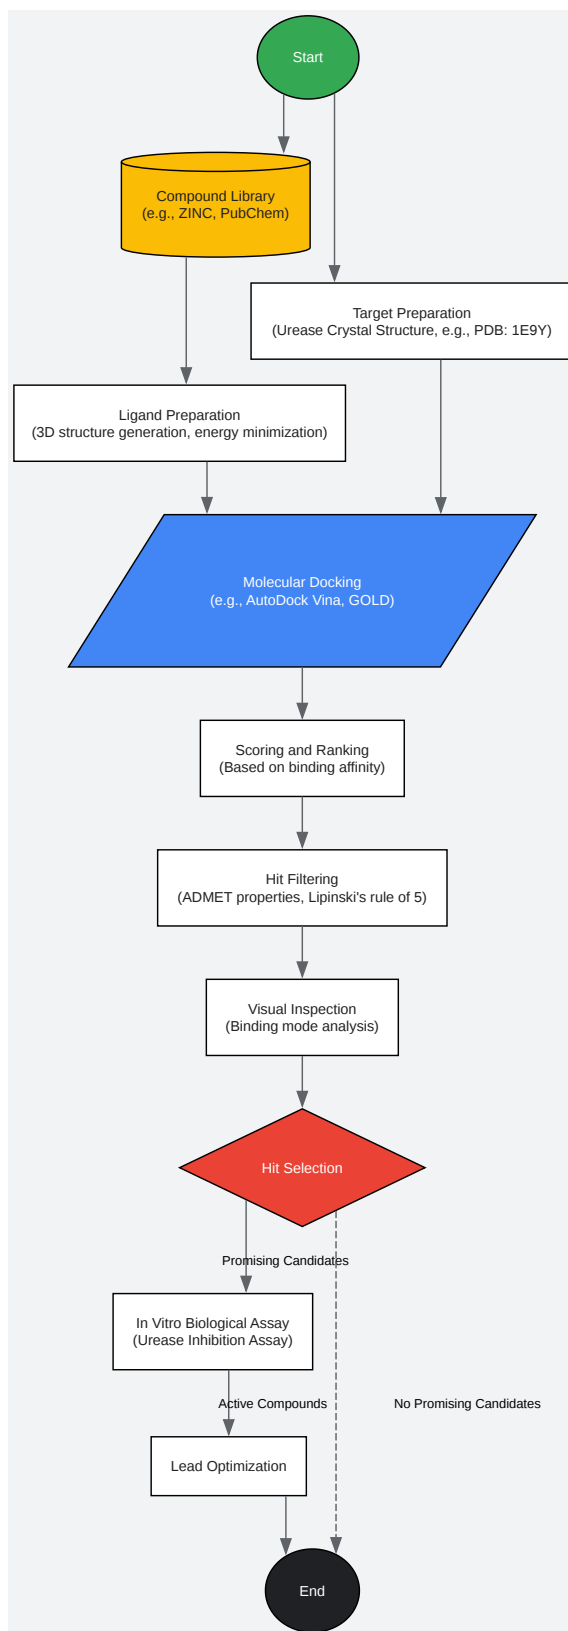 Start
Compound Library
(e.g., ZINC, PubChem)
Target Preparation
(Urease Crystal Structure, e.g., PDB: 1E9Y)
Ligand Preparation
(3D structure generation, energy minimization)
Molecular Docking
(e.g., AutoDock Vina, GOLD)
Scoring and Ranking
(Based on binding affinity)
Hit Filtering
(ADMET properties, Lipinski's rule of 5)
Visual Inspection
(Binding mode analysis)
Hit Selection
Promising Candidates
In Vitro Biological Assay
(Urease Inhibition Assay)
Active Compounds
No Promising Candidates
Lead Optimization
End